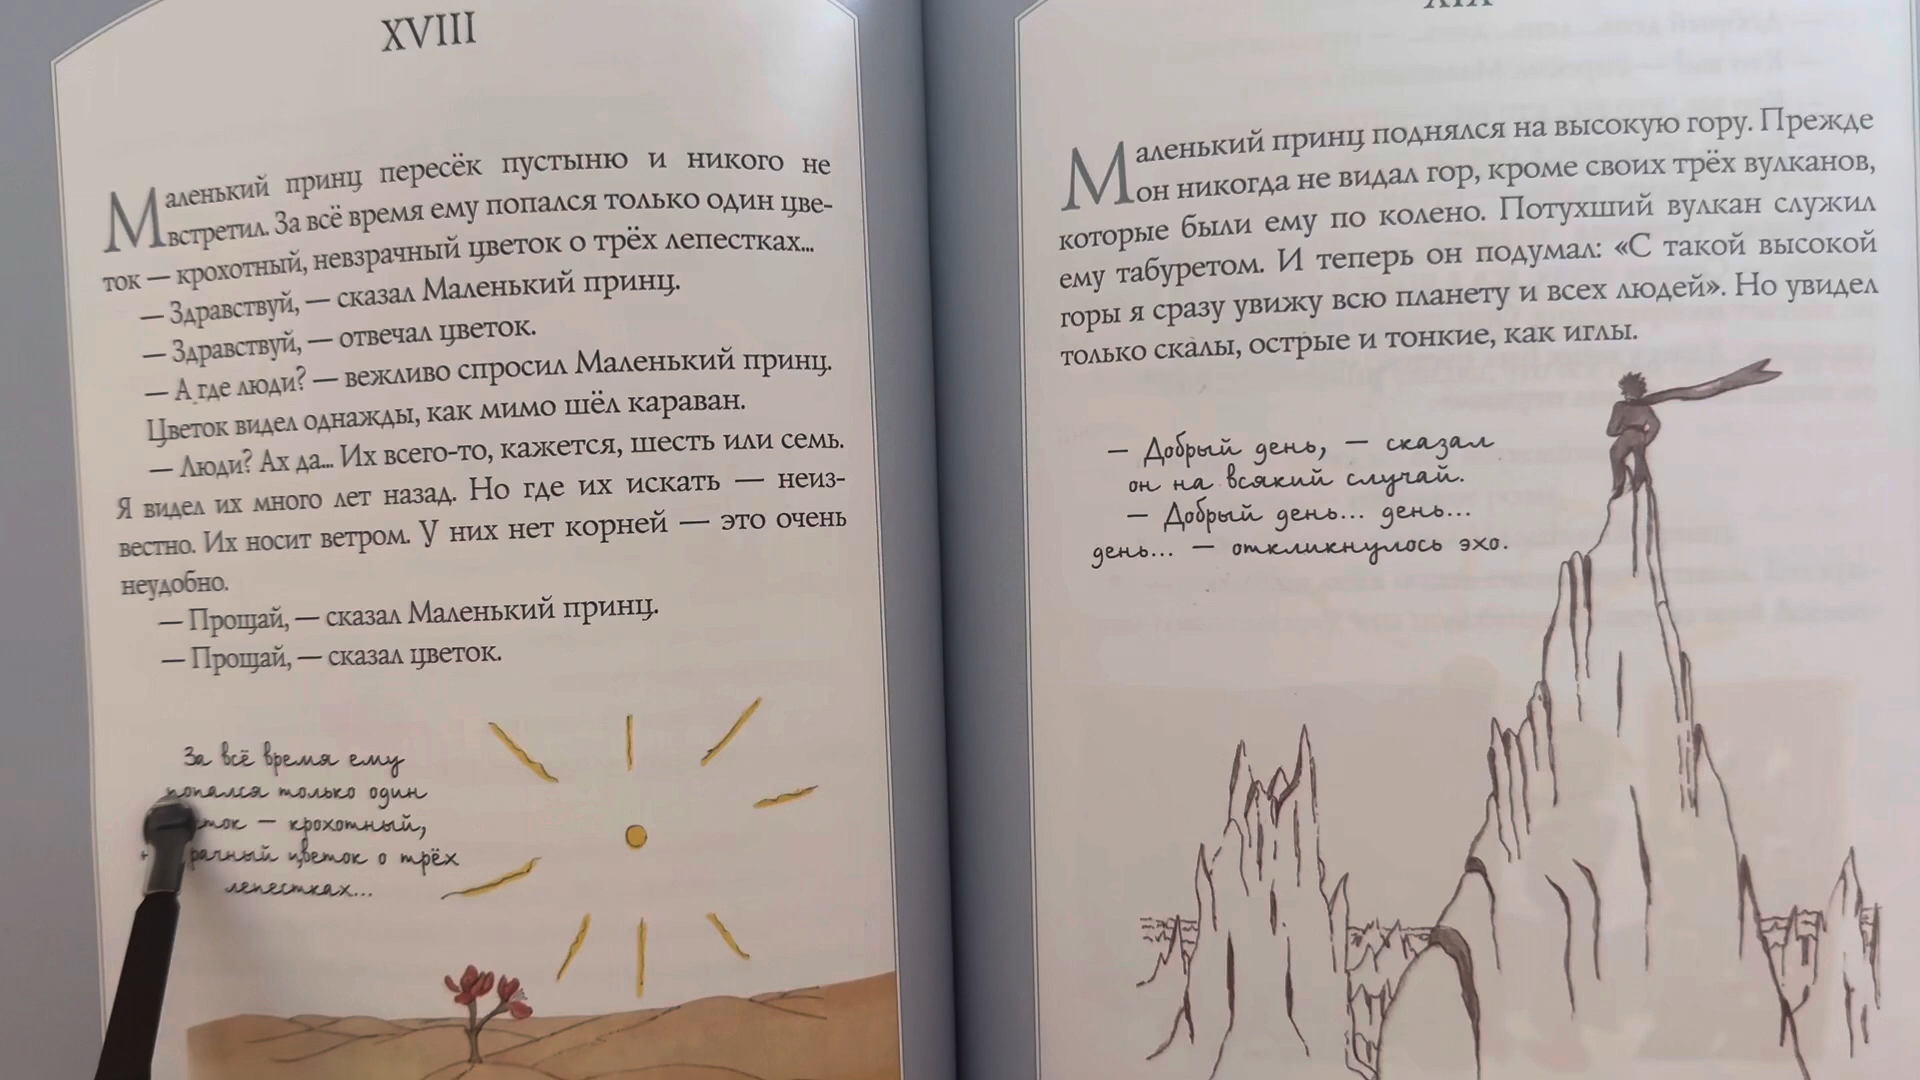 XVIII
Маленький принц пересёк пустыню и никого не
встретил. За всё время ему попался только один цве-
ток — крохотный, невзрачный цветок о трёх лепестках...
— Здравствуй, — сказал Маленький принц.
— Здравствуй, — отвечал цветок.
— А где люди? — вежливо спросил Маленький принц.
Цветок видел однажды, как мимо шёл караван.
— Люди? Ах да... Их всего-то, кажется, шесть или семь.
Я видел их много лет назад. Но где их искать — неиз-
вестно. Их носит ветром. У них нет корней — это очень
неудобно.
— Прощай, — сказал Маленький принц.
— Прощай, — сказал цветок.
За всё время ему
попался только один
— крохотный,
цветок о трёх
лепестках...
XIX
Маленький принц поднялся на высокую гору. Прежде
он никогда не видал гор, кроме своих трёх вулканов,
которые были ему по колено. Потухший вулкан служил
ему табуретом. И теперь он подумал: «С такой высокой
горы я сразу увижу всю планету и всех людей». Но увидел
только скалы, острые и тонкие, как иглы.
— Добрый день, — сказал
он на всякий случай.
— Добрый день... день...
день... — откликнулось эхо.